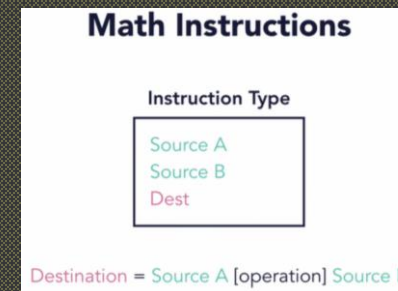 Math Instructions
Instruction Type
Source A
Source B
Dest
Destination = Source A [operation] Source